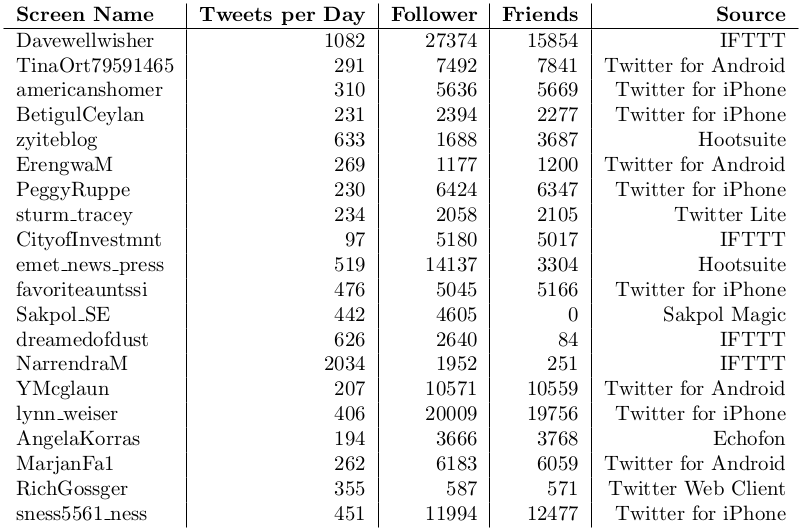 Screen Name Tweets per Day Follower Friends Source
Davewellwisher 1082 27374 15854 IFTTT
TinaOrt79591465 291 7492 7841 Twitter for Android
americanshomer 310 5636 5669 Twitter for iPhone
BetigulCeylan 231 2394 2277 Twitter for iPhone
zyiteblog 633 1688 3687 Hootsuite
ErengwaM 269 1177 1200 Twitter for Android
PeggyRuppe 230 6424 6347 Twitter for iPhone
sturm_tracey 234 2058 2105 Twitter Lite
CityofInvestmnt 97 5180 5017 IFTTT
emet_news_press 519 14137 3304 Hootsuite
favoriteauntssi 476 5045 5166 Twitter for iPhone
Sakpol_SE 442 4605 0 Sakpol Magic
dreamedofdust 626 2640 84 IFTTT
NarrendraM 2034 1952 251 IFTTT
YMcglaun 207 10571 10559 Twitter for Android
lynn_weiser 406 20009 19756 Twitter for iPhone
AngelaKorras 194 3666 3768 Echofon
MarjanFa1 262 6183 6059 Twitter for Android
RichGossger 355 587 571 Twitter Web Client
sness5561_ness 451 11994 12477 Twitter for iPhone